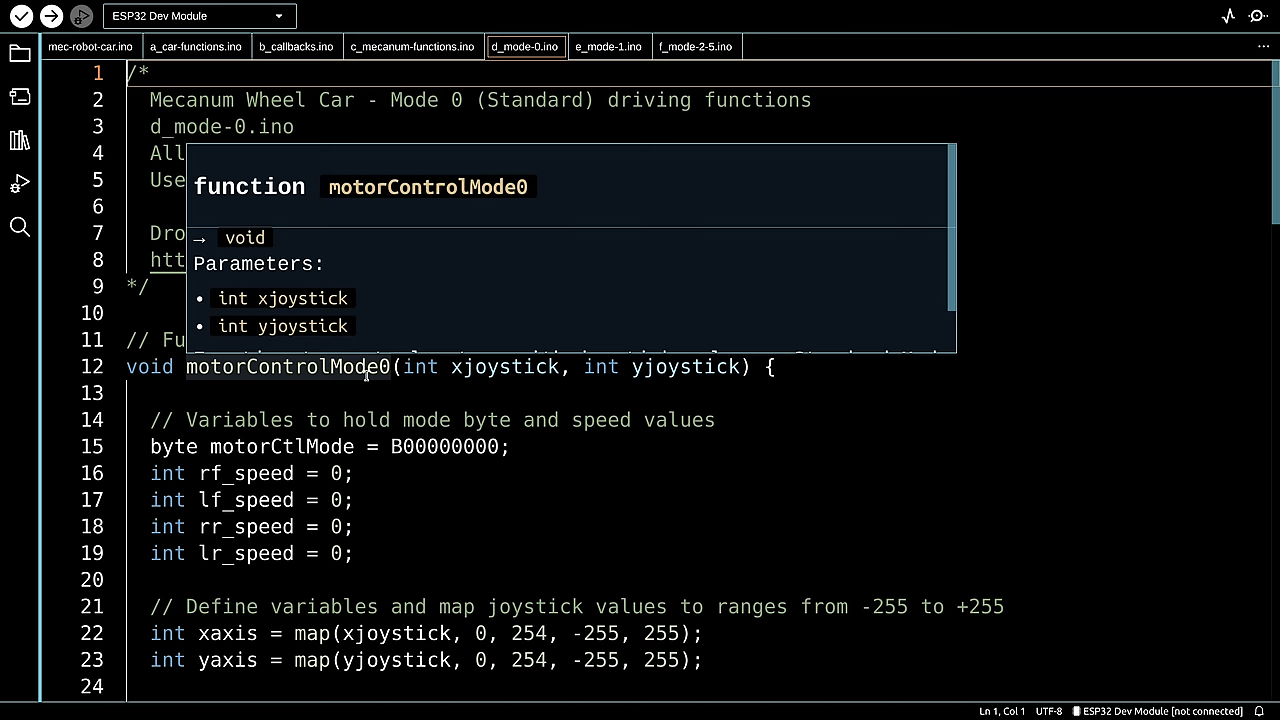 ESP32 Dev Module
mec-robot-car.ino a_car-functions.ino b_callbacks.ino c_mecanum-functions.ino d_mode-0.ino e_mode-1.ino f_mode-2-5.ino
1 /*
2 Mecanum Wheel Car - Mode 0 (Standard) driving functions
3 d_mode-0.ino
4 All
5 Use
function motorControlMode0
6
7 Dro
→ void
8 htt
Parameters:
9 */
• int xjoystick
10
• int yjoystick
11 // Fu
12 void motorControlMode0(int xjoystick, int yjoystick) {
13
14 // Variables to hold mode byte and speed values
15 byte motorCtlMode = B00000000;
16 int rf_speed = 0;
17 int lf_speed = 0;
18 int rr_speed = 0;
19 int lr_speed = 0;
20
21 // Define variables and map joystick values to ranges from -255 to +255
22 int xaxis = map(xjoystick, 0, 254, -255, 255);
23 int yaxis = map(yjoystick, 0, 254, -255, 255);
24
Ln 1, Col 1 UTF-8 ESP32 Dev Module [not connected]